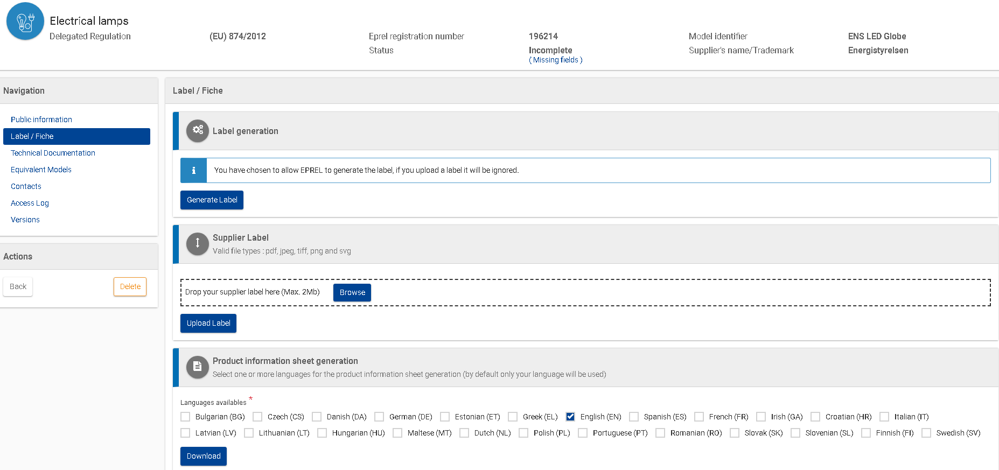 Electrical lamps
Delegated Regulation (EU) 874/2012 Eprel registration number 196214 Model identifier ENS LED Globe
Status Incomplete Supplier's name/Trademark Energistyrelsen
( Missing fields )
Navigation
Public information
Label / Fiche
Technical Documentation
Equivalent Models
Contacts
Access Log
Versions
Actions
Back Delete
Label / Fiche
Label generation
i You have chosen to allow EPREL to generate the label, if you upload a label it will be ignored.
Generate Label
Supplier Label
Valid file types : pdf, jpeg, tiff, png and svg
Drop your supplier label here (Max. 2Mb) Browse
Upload Label
Product information sheet generation
Select one or more languages for the product information sheet generation (by default only your language will be used)
Languages availables *
Bulgarian (BG) Czech (CS) Danish (DA) German (DE) Estonian (ET) Greek (EL) English (EN) Spanish (ES) French (FR) Irish (GA) Croatian (HR) Italian (IT)
Latvian (LV) Lithuanian (LT) Hungarian (HU) Maltese (MT) Dutch (NL) Polish (PL) Portuguese (PT) Romanian (RO) Slovak (SK) Slovenian (SL) Finnish (FI) Swedish (SV)
Download